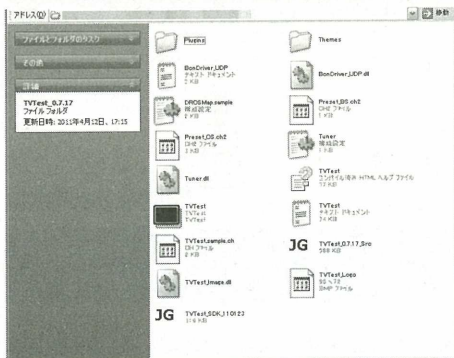 アドレス(D)
移動
ファイルとフォルダのタスク
その他
詳細
TVTest_0.7.17
ファイル フォルダ
更新日時: 2011年4月12日、17:15
Plugins
Themes
BonDriver_UDP
テキスト ドキュメント
2 KB
BonDriver_UDP.dll
DRCSMap.sample
構成設定
Preset_BS.ch2
CH2 ファイル
1 KB
Preset_CS.ch2
CH2 ファイル
3 KB
Tuner
構成設定
1 KB
Tuner.dll
TVTest
コンパイル済み HTML ヘルプ ファイル
TVTest
TVTest
TVTest
TVTest
テキスト ドキュメント
74 KB
TVTest.sample.ch
CH ファイル
JG
TVTest_0.7.17_Src
588 KB
TVTest_Image.dll
TVTest_Logo
BMP ファイル
JG
TVTest_SDK_110123
316 KB